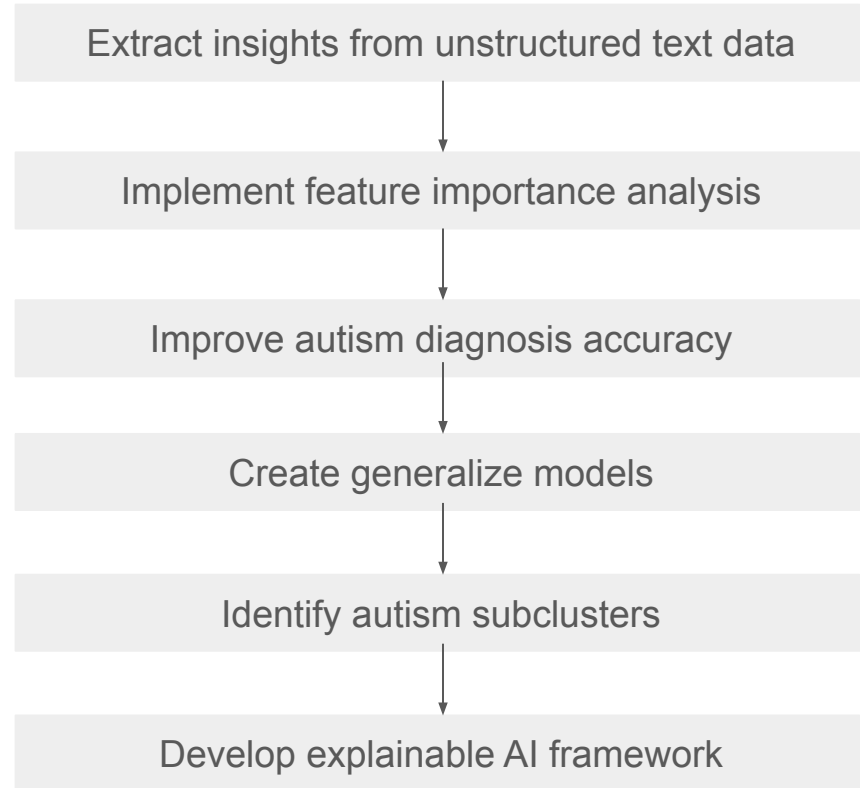 Extract insights from unstructured text data
Implement feature importance analysis
Improve autism diagnosis accuracy
Create generalize models
Identify autism subclusters
Develop explainable AI framework